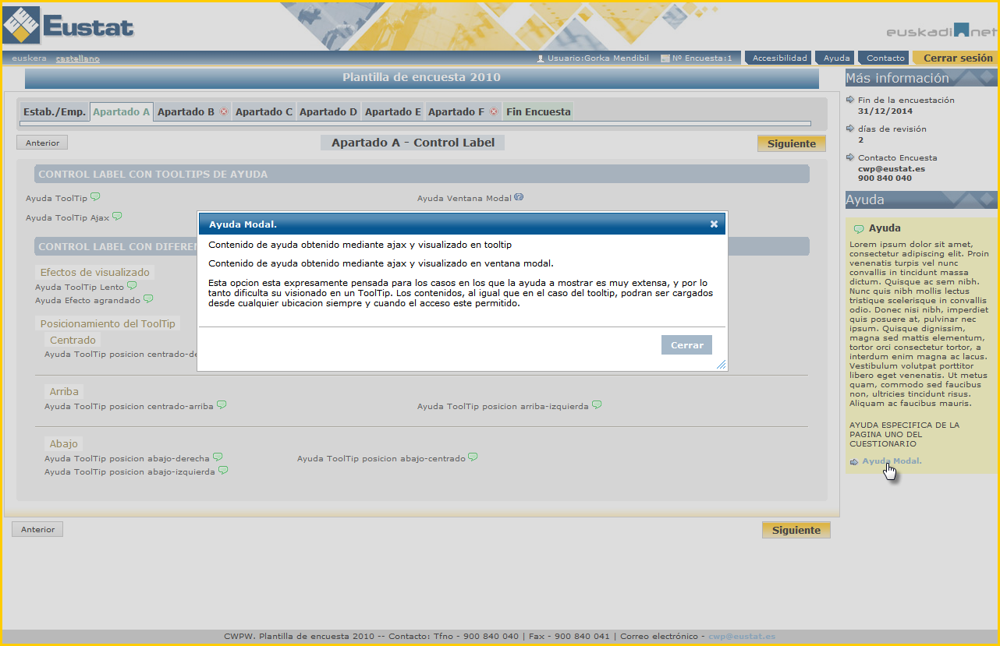 Eustat
euskadi.net
euskera castellano
Usuario:Gorka Mendibil
Nº Encuesta:1
Accesibilidad
Ayuda
Contacto
Cerrar sesión
Plantilla de encuesta 2010
Estab./Emp.
Apartado A
Apartado B
Apartado C
Apartado D
Apartado E
Apartado F
Fin Encuesta
Anterior
Apartado A - Control Label
Siguiente
CONTROL LABEL CON TOOLTIPS DE AYUDA
Ayuda ToolTip
Ayuda Ventana Modal
Ayuda ToolTip Ajax
CONTROL LABEL CON DIFEREN
Efectos de visualizado
Ayuda ToolTip Lento
Ayuda Efecto agrandado
Posicionamiento del ToolTip
Centrado
Ayuda ToolTip posicion centrado-de
Arriba
Ayuda ToolTip posicion centrado-arriba
Ayuda ToolTip posicion arriba-izquierda
Abajo
Ayuda ToolTip posicion abajo-derecha
Ayuda ToolTip posicion abajo-centrado
Ayuda ToolTip posicion abajo-izquierda
Ayuda Modal.
Contenido de ayuda obtenido mediante ajax y visualizado en tooltip
Contenido de ayuda obtenido mediante ajax y visualizado en ventana modal.
Esta opcion esta expresamente pensada para los casos en los que la ayuda a mostrar es muy extensa, y por lo
tanto dificulta su visionado en un ToolTip. Los contenidos, al igual que en el caso del tooltip, podran ser cargados
desde cualquier ubicacion siempre y cuando el acceso este permitido.
Cerrar
Anterior
Siguiente
Más información
Fin de la encuestación
31/12/2014
días de revisión
2
Contacto Encuesta
cwp@eustat.es
900 840 040
Ayuda
Ayuda
Lorem ipsum dolor sit amet,
consectetur adipiscing elit. Proin
venenatis turpis vel nunc
convallis in tincidunt massa
dictum. Quisque ac sem nibh.
Nunc quis nibh mollis lectus
tristique scelerisque in convallis
odio. Donec nisi nibh, imperdiet
quis posuere at, pulvinar nec
ipsum. Quisque dignissim,
magna sed mattis elementum,
tortor orci consectetur tortor, a
interdum enim magna ac lacus.
Vestibulum volutpat porttitor
libero eget venenatis. Ut metus
quam, commodo sed faucibus
non, ultricies tincidunt risus.
Aliquam ac faucibus mauris.
AYUDA ESPECIFICA DE LA
PAGINA UNO DEL
CUESTIONARIO
Ayuda Modal.
CWPW. Plantilla de encuesta 2010 -- Contacto: Tfno - 900 840 040 | Fax - 900 840 041 | Correo electrónico - cwp@eustat.es